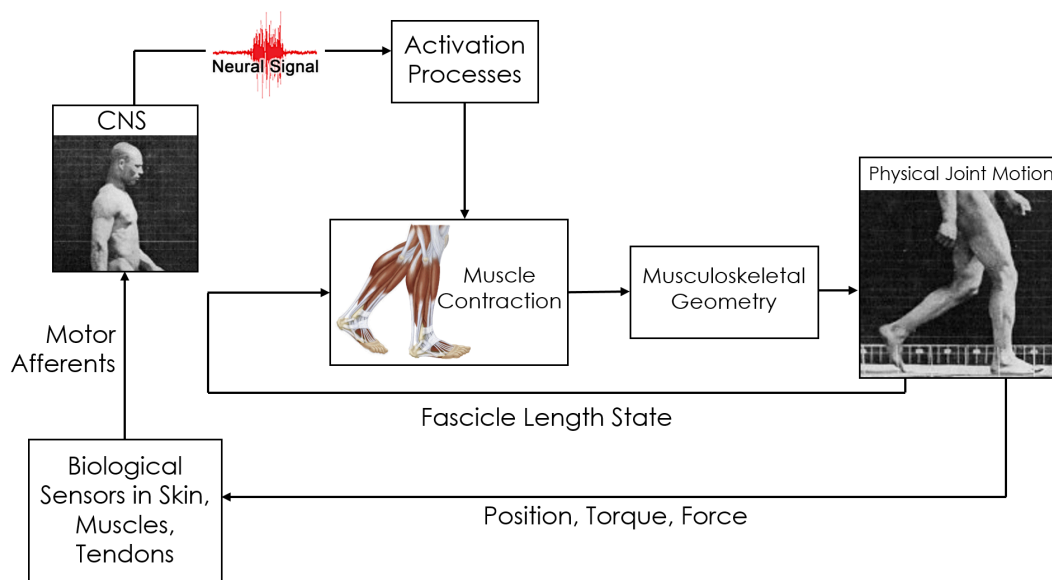 Neural Signal
Activation
Processes
CNS
Physical Joint Motion
Muscle
Contraction
Musculoskeletal
Geometry
Motor
Afferents
Fascicle Length State
Biological
Sensors in Skin,
Muscles,
Tendons
Position, Torque, Force